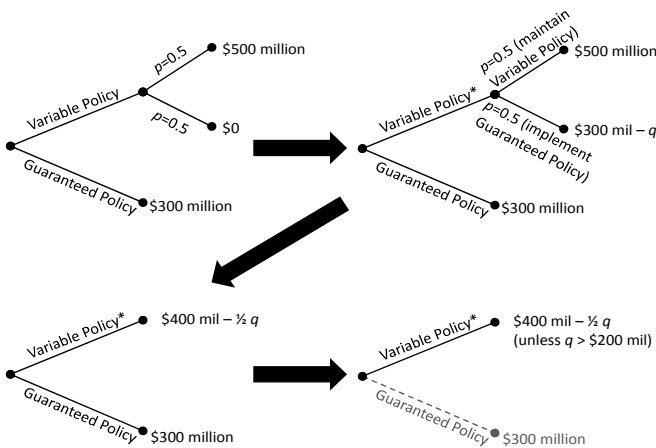 p=0.5
$500 million
Variable Policy
p=0.5
$0
Guaranteed Policy
$300 million
p=0.5 (maintain
Variable Policy)
$500 million
Variable Policy*
p=0.5 (implement
Guaranteed Policy)
$300 mil – q
Guaranteed Policy
$300 million
Variable Policy*
$400 mil – ½ q
Guaranteed Policy
$300 million
Variable Policy*
$400 mil – ½ q
(unless q > $200 mil)
Guaranteed Policy
$300 million